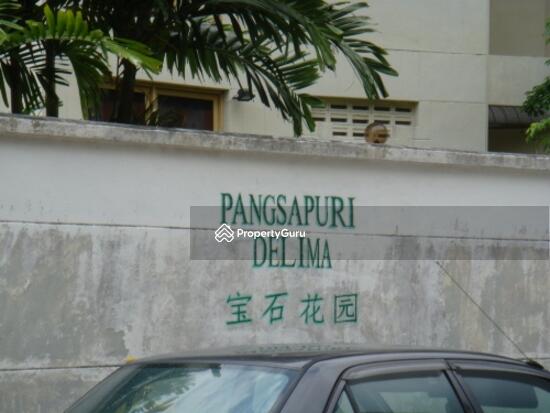 PANGSAPURI
PropertyGuru
DELIMA
宝石花园